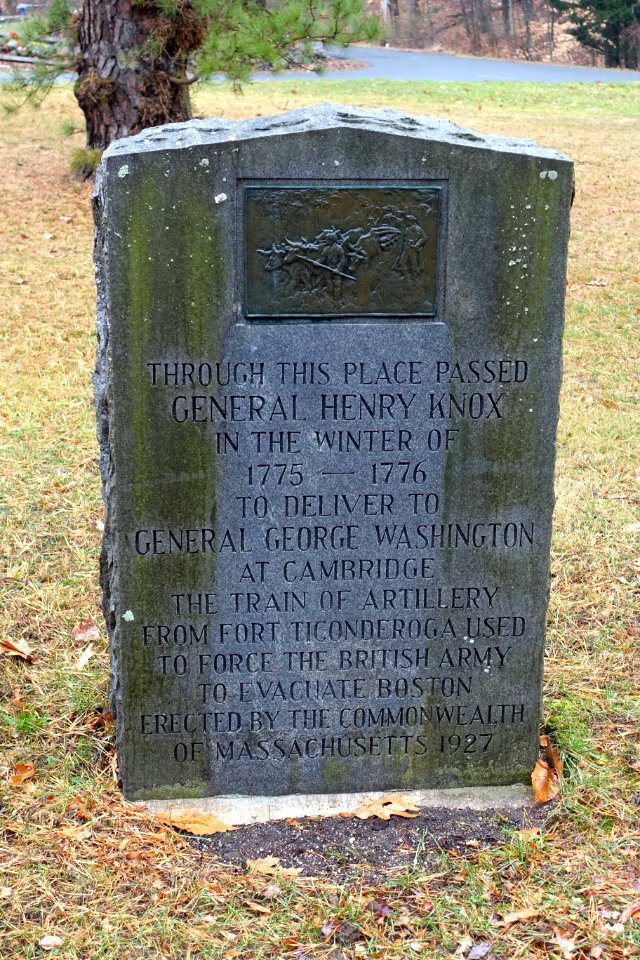 THROUGH THIS PLACE PASSED
GENERAL HENRY KNOX
IN THE WINTER OF
1775 — 1776
TO DELIVER TO
GENERAL GEORGE WASHINGTON
AT CAMBRIDGE
THE TRAIN OF ARTILLERY
FROM FORT TICONDEROGA USED
TO FORCE THE BRITISH ARMY
TO EVACUATE BOSTON
ERECTED BY THE COMMONWEALTH
OF MASSACHUSETTS 1927